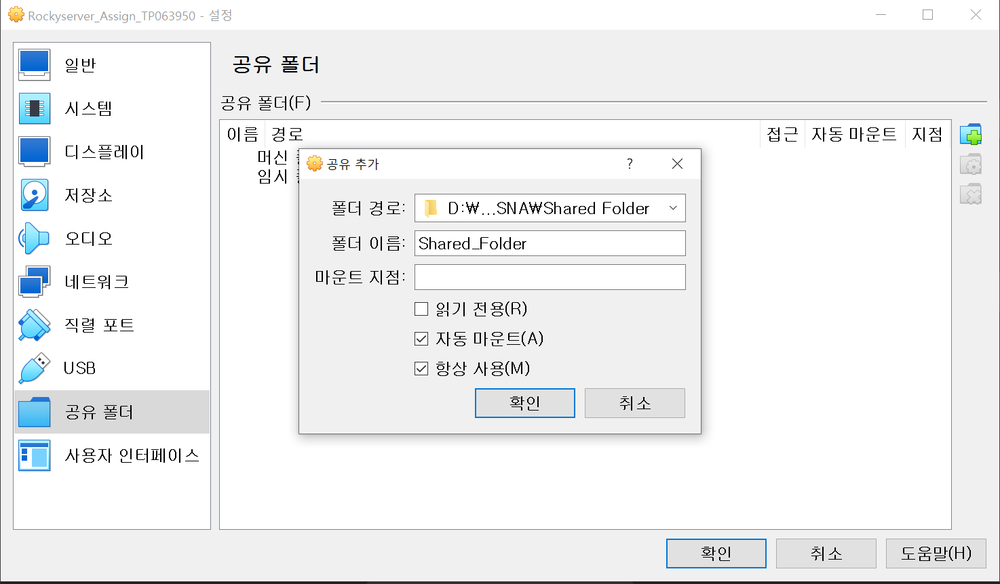 Rockyserver_Assign_TP063950 - 설정
일반
시스템
디스플레이
저장소
오디오
네트워크
직렬 포트
USB
공유 폴더
사용자 인터페이스
공유 폴더
공유 폴더(F)
이름 경로 접근 자동 마운트 지점
머신
임시
공유 추가 ?
폴더 경로: D:₩ ...SNA₩Shared Folder
폴더 이름: Shared_Folder
마운트 지점:
읽기 전용(R)
자동 마운트(A)
항상 사용(M)
확인 취소
확인 취소 도움말(H)